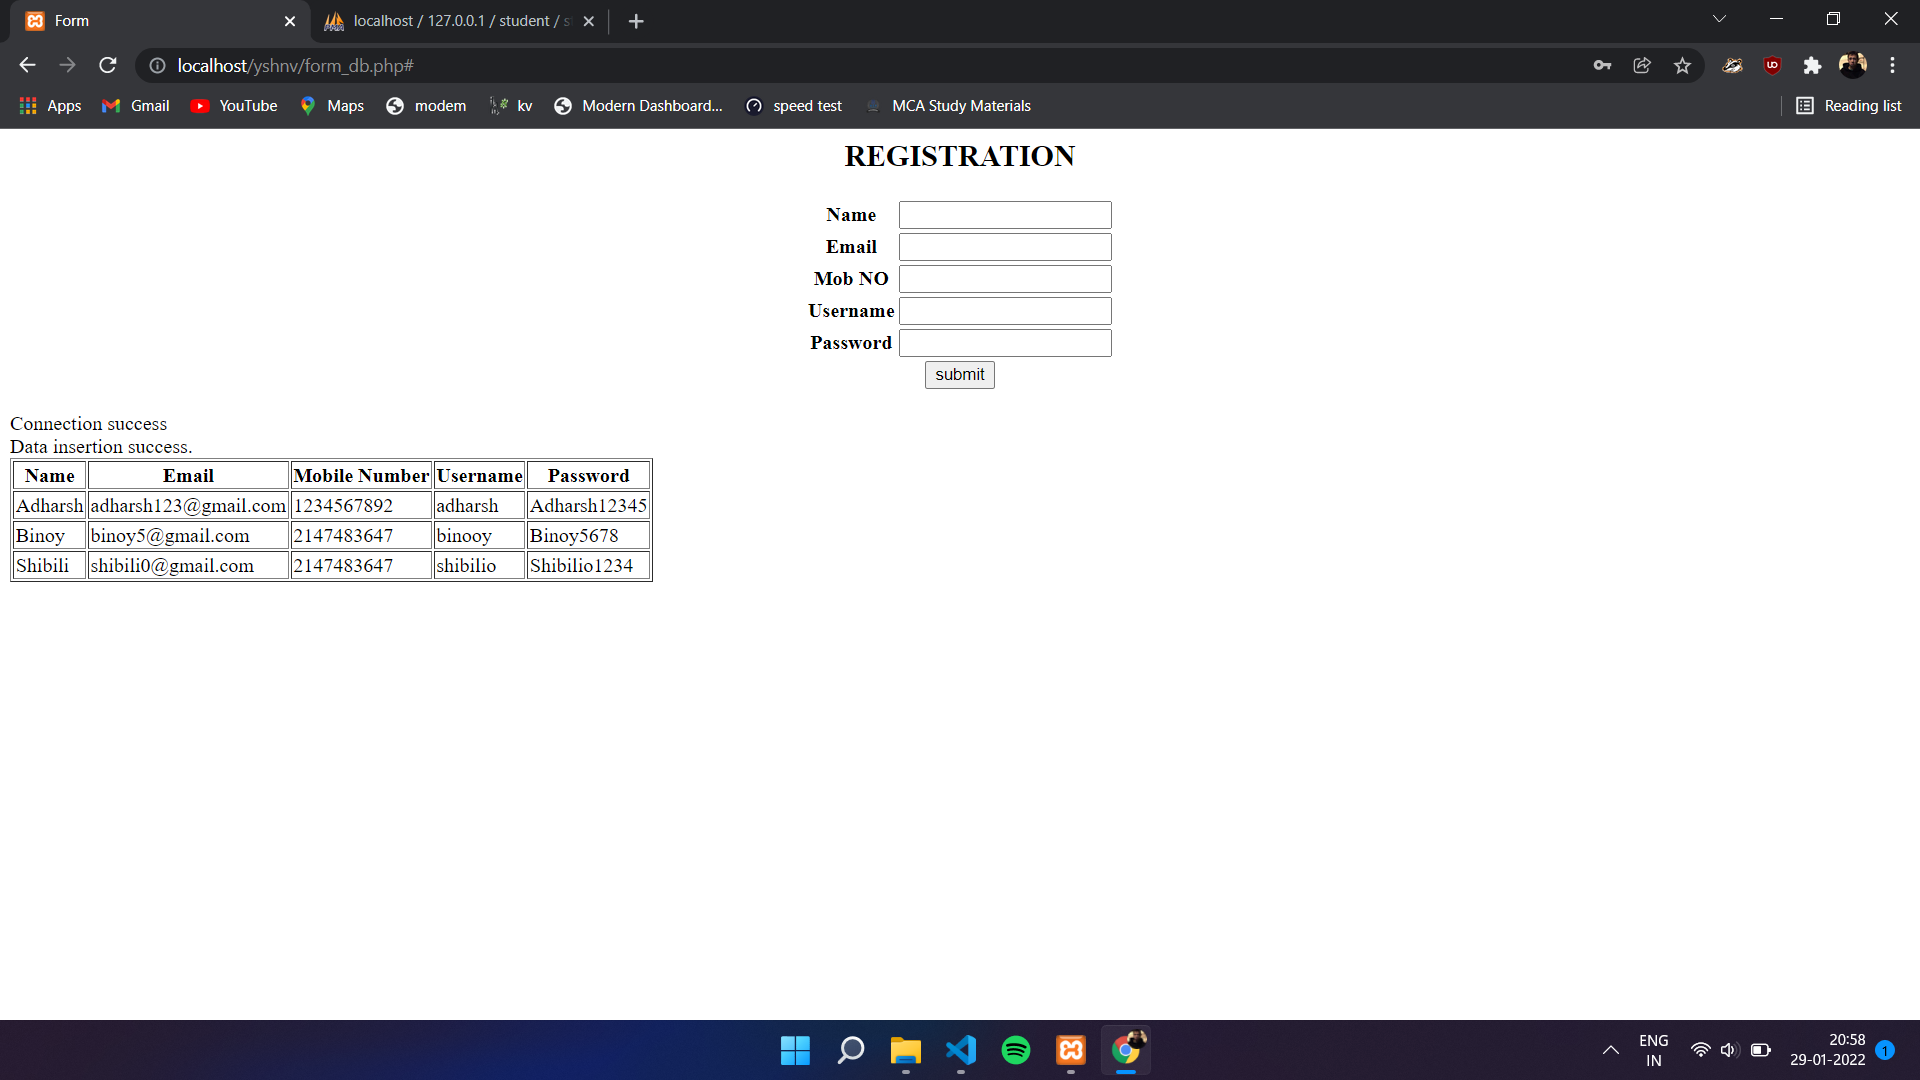 Form
localhost / 127.0.0.1 / student /
localhost/yshnv/form_db.php#
Apps Gmail YouTube Maps modem kv Modern Dashboard... speed test MCA Study Materials Reading list
REGISTRATION
Name
Email
Mob NO
Username
Password
submit
Connection success
Data insertion success.
Name Email Mobile Number Username Password
Adharsh adharsh123@gmail.com 1234567892 adharsh Adharsh12345
Binoy binoy5@gmail.com 2147483647 binooy Binoy5678
Shibili shibili0@gmail.com 2147483647 shibilio Shibilio1234
ENG
IN
20:58
29-01-2022
1